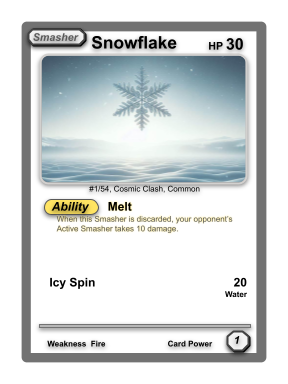 Smasher Snowflake HP 30
#1/54, Cosmic Clash, Common
Ability Melt
When this Smasher is discarded, your opponent's
Active Smasher takes 10 damage.
Icy Spin 20
Water
Weakness Fire Card Power 1